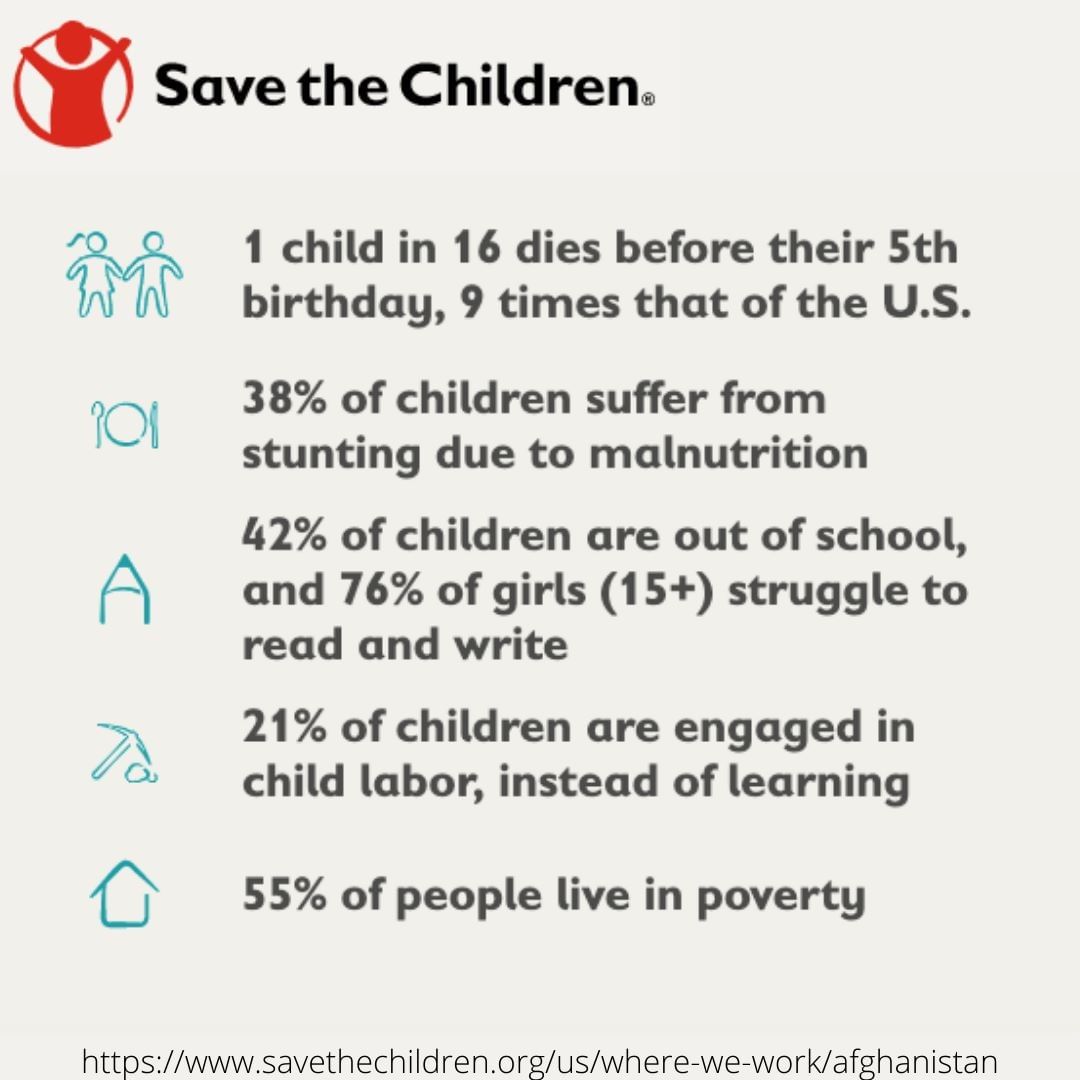 Save the Children®
1 child in 16 dies before their 5th
birthday, 9 times that of the U.S.
38% of children suffer from
stunting due to malnutrition
42% of children are out of school,
and 76% of girls (15+) struggle to
read and write
21% of children are engaged in
child labor, instead of learning
55% of people live in poverty
https://www.savethechildren.org/us/where-we-work/afghanistan